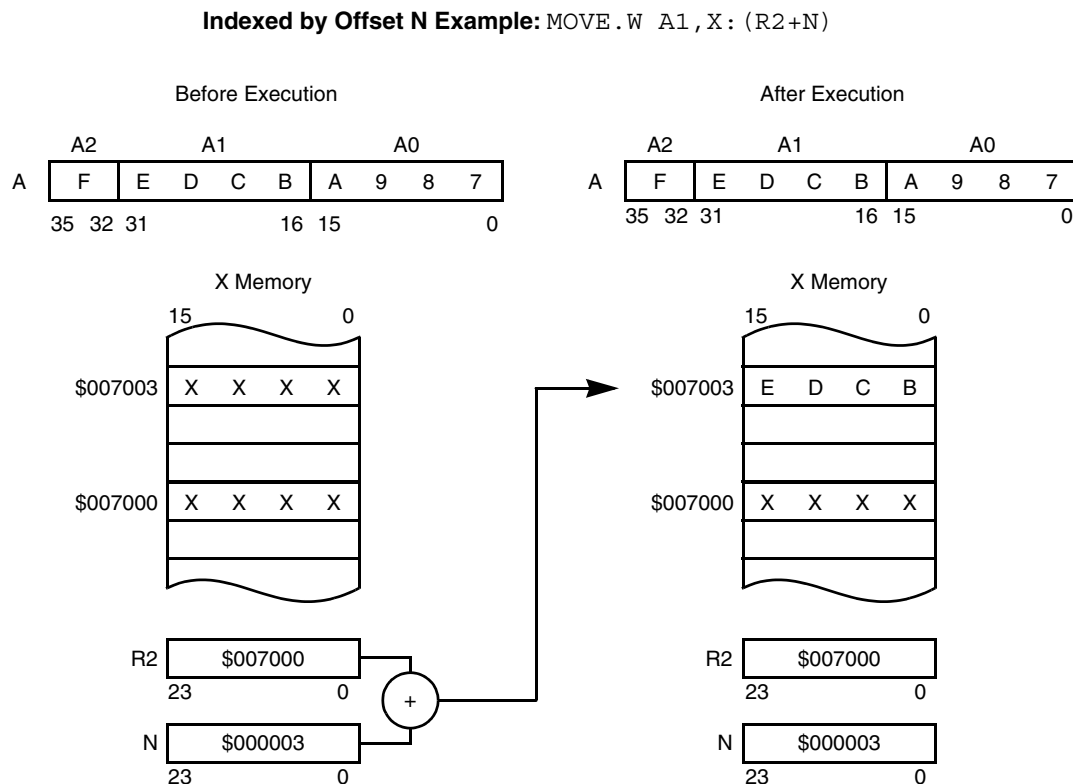 Indexed by Offset N Example: MOVE.W A1,X:(R2+N)
Before Execution After Execution
A2 A1 A0 A2 A1 A0
A F E D C B A 9 8 7 A F E D C B A 9 8 7
35 32 31 16 15 0 35 32 31 16 15 0
X Memory X Memory
15 0 15 0
$007003 X X X X $007003 E D C B
$007000 X X X X $007000 X X X X
R2 $007000 R2 $007000
23 0 23 0
+
N $000003 N $000003
23 0 23 0